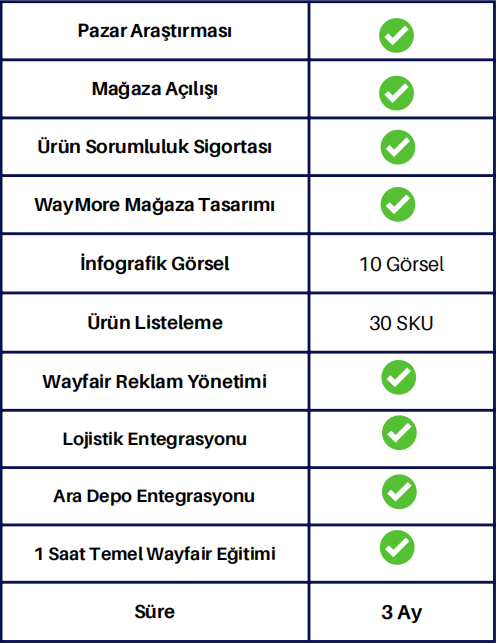 Pazar Araştırması
Mağaza Açılışı
Ürün Sorumluluk Sigortası
WayMore Mağaza Tasarımı
İnfografik Görsel 10 Görsel
Ürün Listeleme 30 SKU
Wayfair Reklam Yönetimi
Lojistik Entegrasyonu
Ara Depo Entegrasyonu
1 Saat Temel Wayfair Eğitimi
Süre 3 Ay